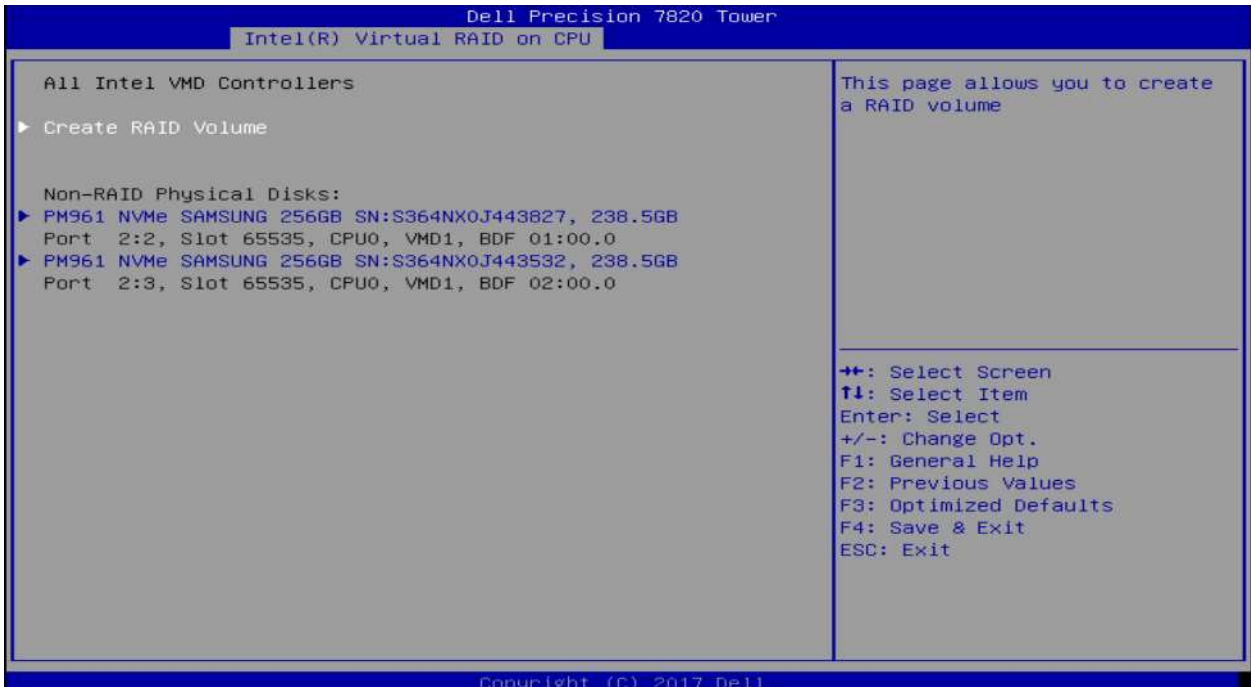 Dell Precision 7820 Tower
Intel(R) Virtual RAID on CPU
All Intel VMD Controllers
▶ Create RAID Volume
Non-RAID Physical Disks:
▶ PM961 NVMe SAMSUNG 256GB SN:S364NX0J443827, 238.5GB
Port 2:2, Slot 65535, CPU0, VMD1, BDF 01:00.0
▶ PM961 NVMe SAMSUNG 256GB SN:S364NX0J443532, 238.5GB
Port 2:3, Slot 65535, CPU0, VMD1, BDF 02:00.0
This page allows you to create
a RAID volume
→←: Select Screen
↑↓: Select Item
Enter: Select
+/-: Change Opt.
F1: General Help
F2: Previous Values
F3: Optimized Defaults
F4: Save & Exit
ESC: Exit
Copyright (C) 2017 Dell